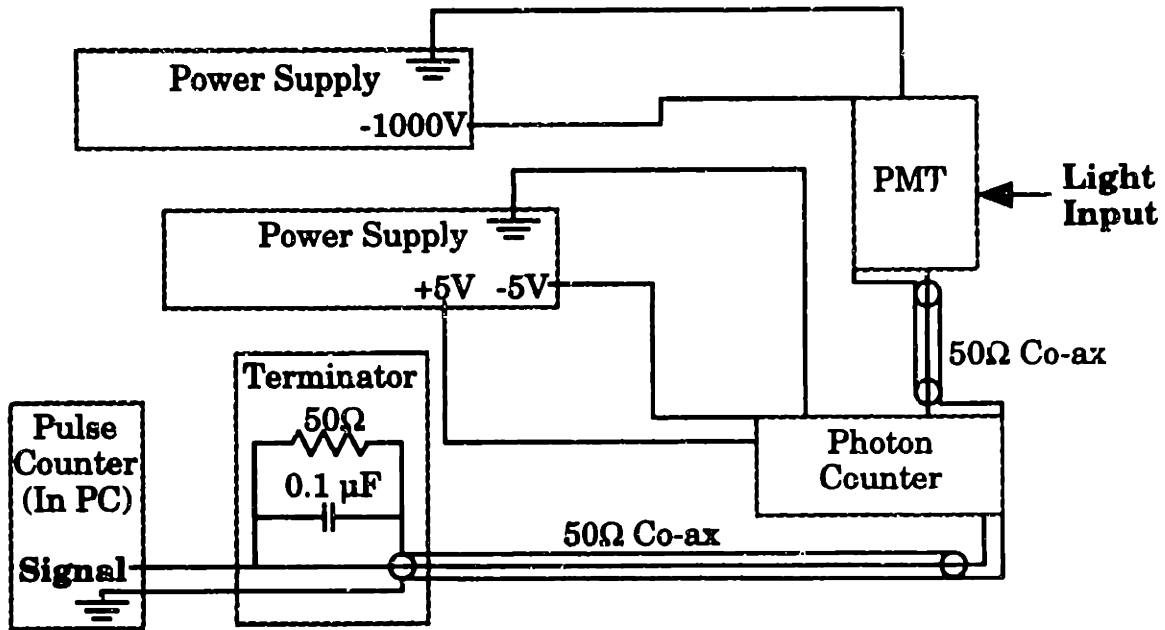 Power Supply
-1000V
PMT
Light
Input
Power Supply
+5V -5V
50Ω Co-ax
Terminator
50Ω
0.1 µF
Pulse
Counter
(In PC)
Signal
Photon
Counter
50Ω Co-ax